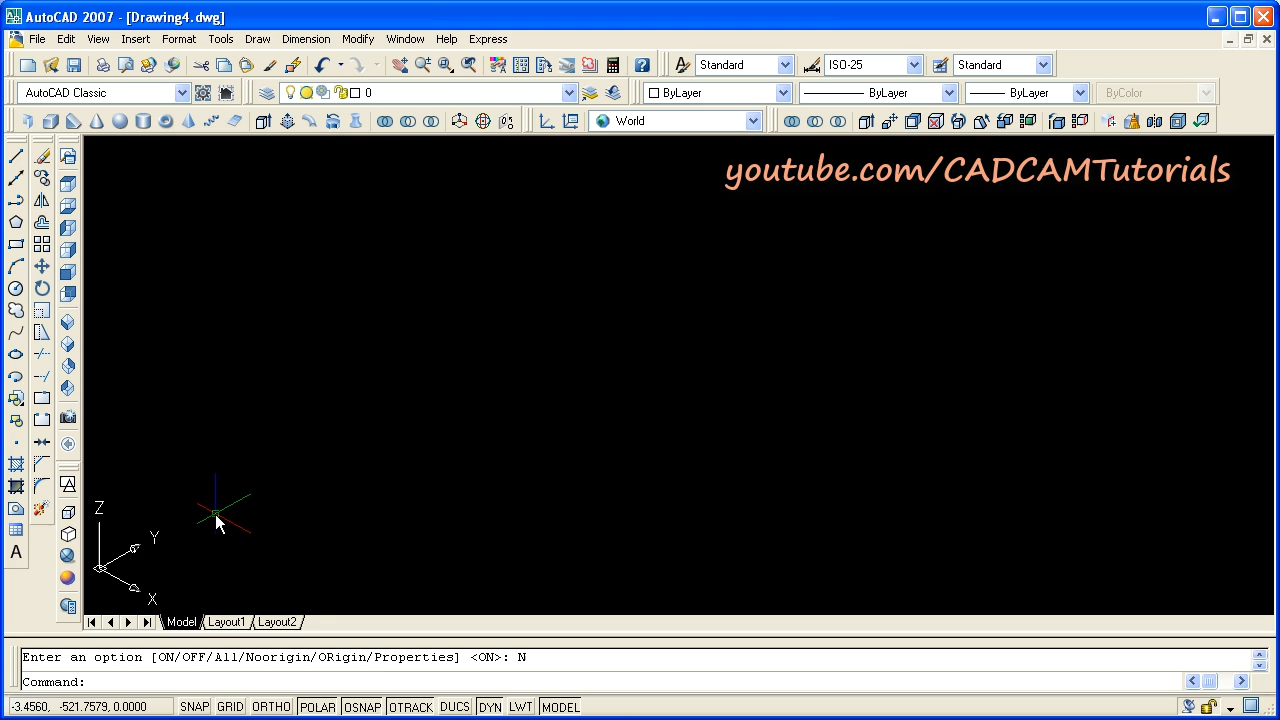 AutoCAD 2007 - [Drawing4.dwg]
File Edit View Insert Format Tools Draw Dimension Modify Window Help Express
Standard ISO-25 Standard
AutoCAD Classic 0 ByLayer ByLayer ByLayer ByColor
World
youtube.com/CADCAMTutorials
A
Z
Y
X
Model Layout1 Layout2
Enter an option [ON/OFF/All/Noorigin/ORigin/Properties] <ON>: N
Command:
-3.4560, -521.7579, 0.0000 SNAP GRID ORTHO POLAR OSNAP OTRACK DUCS DYN LWT MODEL